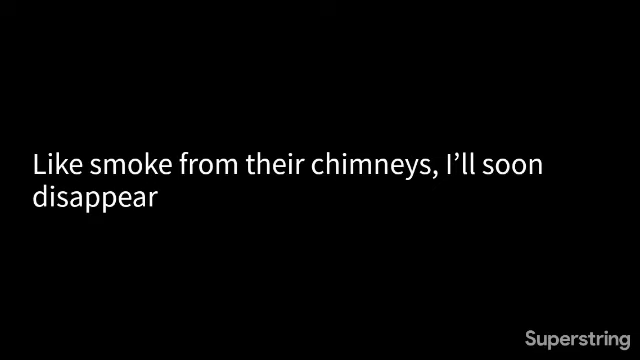 Like smoke from their chimneys, I’ll soon
disappear
Superstring